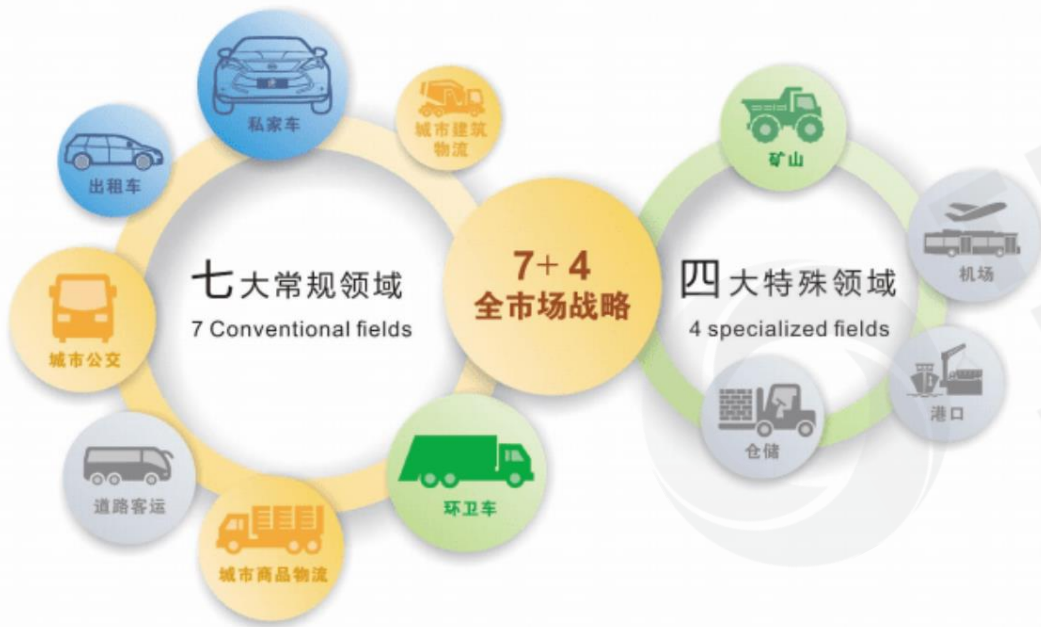 私家车
城市建筑
物流
出租车
矿山
机场
7+4
全市场战略
七大常规领域
7 Conventional fields
四大特殊领域
4 specialized fields
城市公交
港口
仓储
道路客运
环卫车
城市商品物流